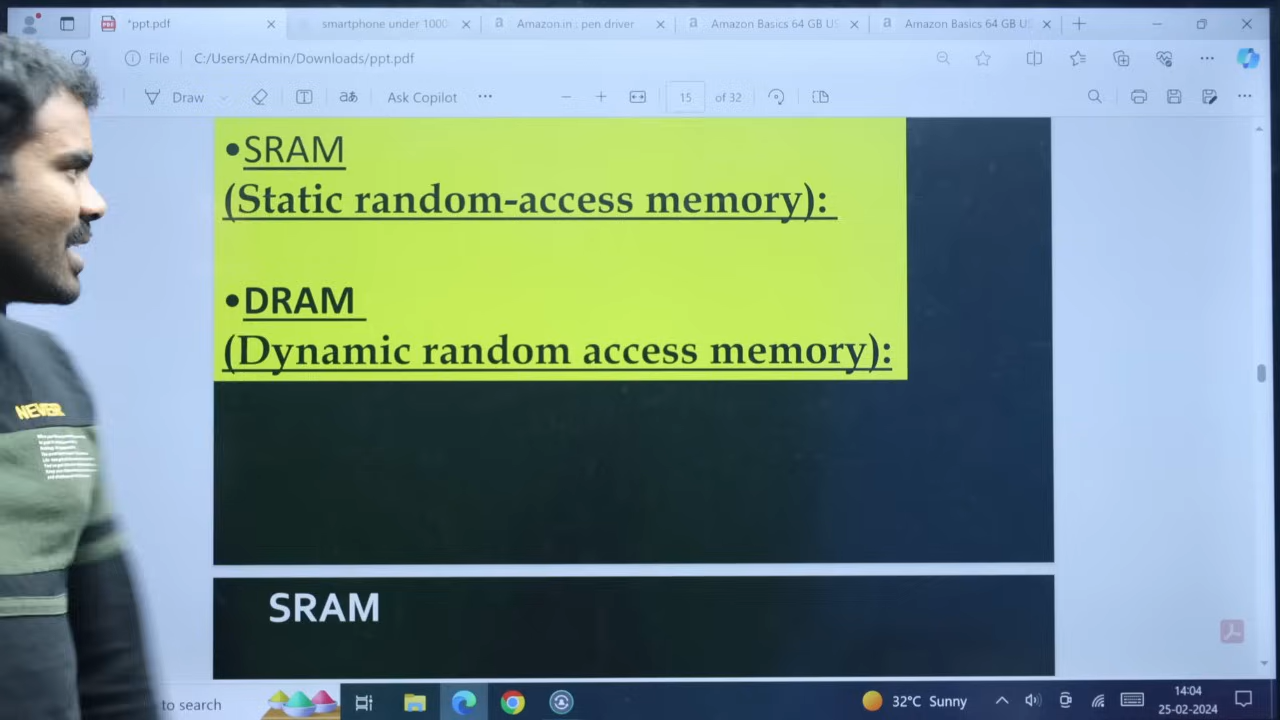 *ppt.pdf
smartphone under 1000
Amazon.in : pen driver
Amazon Basics 64 GB US
Amazon Basics 64 GB US
File
C:/Users/Admin/Downloads/ppt.pdf
Draw
Ask Copilot
15
of 32
•SRAM
(Static random-access memory):
•DRAM
(Dynamic random access memory):
SRAM
NEVER
to search
32°C Sunny
14:04
25-02-2024